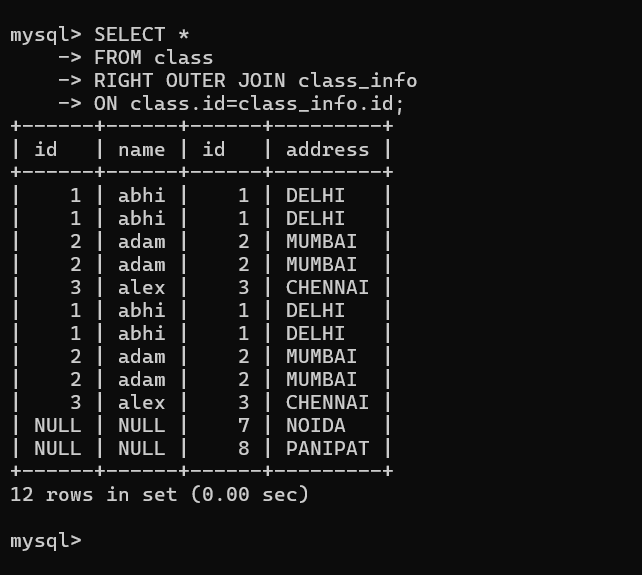 mysql> SELECT *
    -> FROM class
    -> RIGHT OUTER JOIN class_info
    -> ON class.id=class_info.id;
+------+------+------+---------+
| id   | name | id   | address |
+------+------+------+---------+
|    1 | abhi |    1 | DELHI   |
|    1 | abhi |    1 | DELHI   |
|    2 | adam |    2 | MUMBAI  |
|    2 | adam |    2 | MUMBAI  |
|    3 | alex |    3 | CHENNAI |
|    1 | abhi |    1 | DELHI   |
|    1 | abhi |    1 | DELHI   |
|    2 | adam |    2 | MUMBAI  |
|    2 | adam |    2 | MUMBAI  |
|    3 | alex |    3 | CHENNAI |
| NULL | NULL |    7 | NOIDA   |
| NULL | NULL |    8 | PANIPAT |
+------+------+------+---------+
12 rows in set (0.00 sec)

mysql>